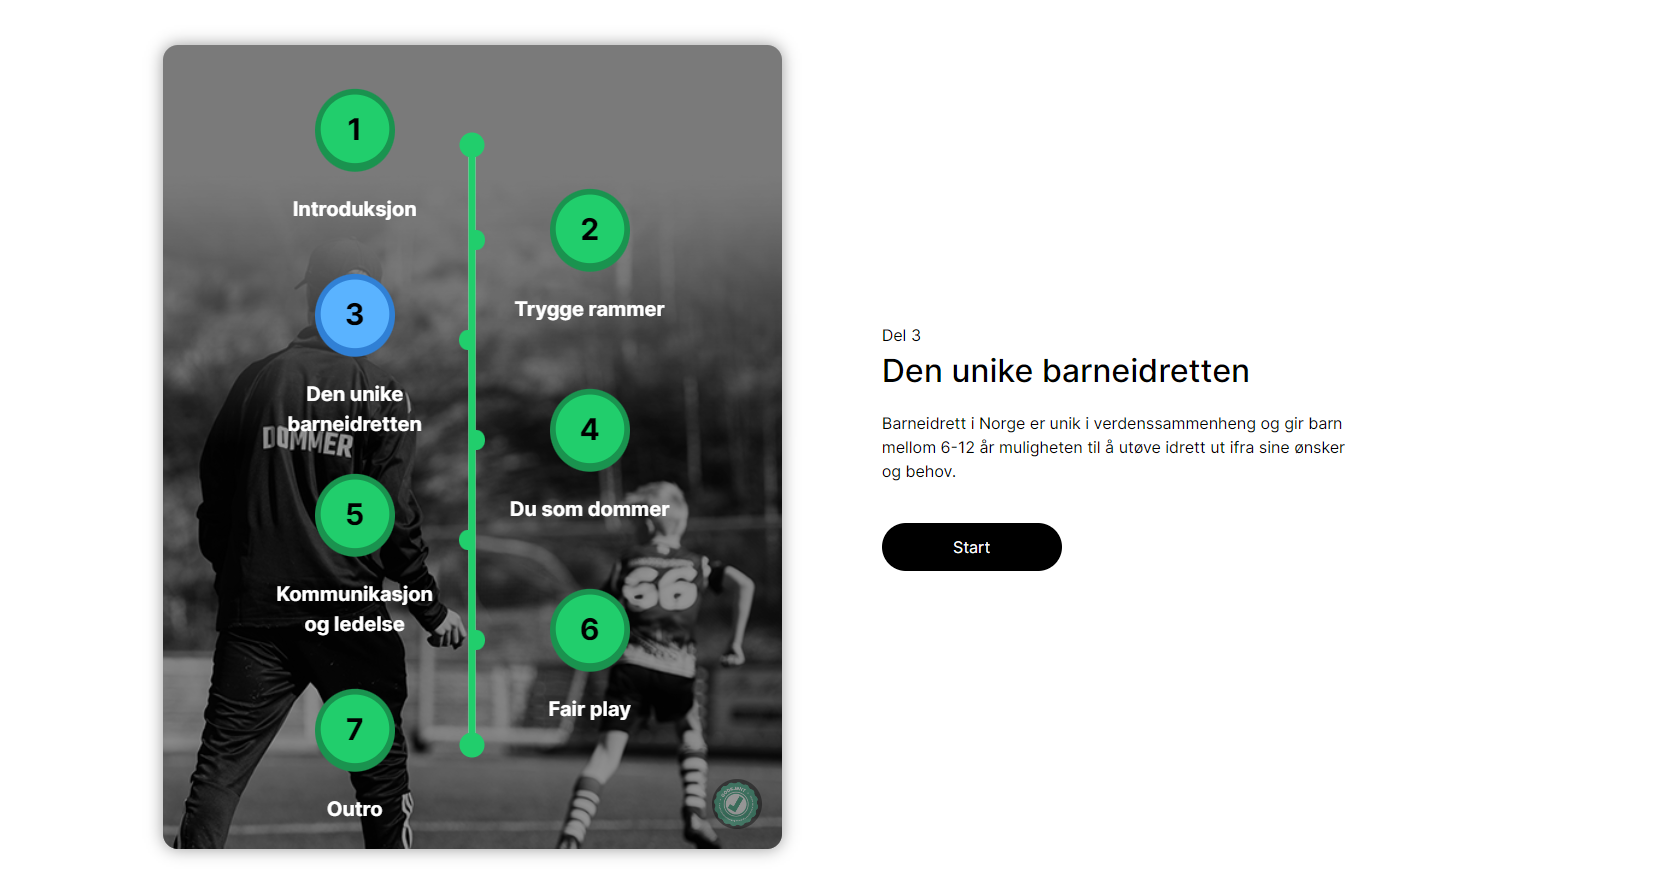 1
Introduksjon
2
Trygge rammer
3
Den unike
barneidretten
DOMMER
4
Du som dommer
5
Kommunikasjon
og ledelse
66
6
Fair play
7
Outro
Del 3
Den unike barneidretten
Barneidrett i Norge er unik i verdenssammenheng og gir barn
mellom 6-12 år muligheten til å utøve idrett ut ifra sine ønsker
og behov.
Start